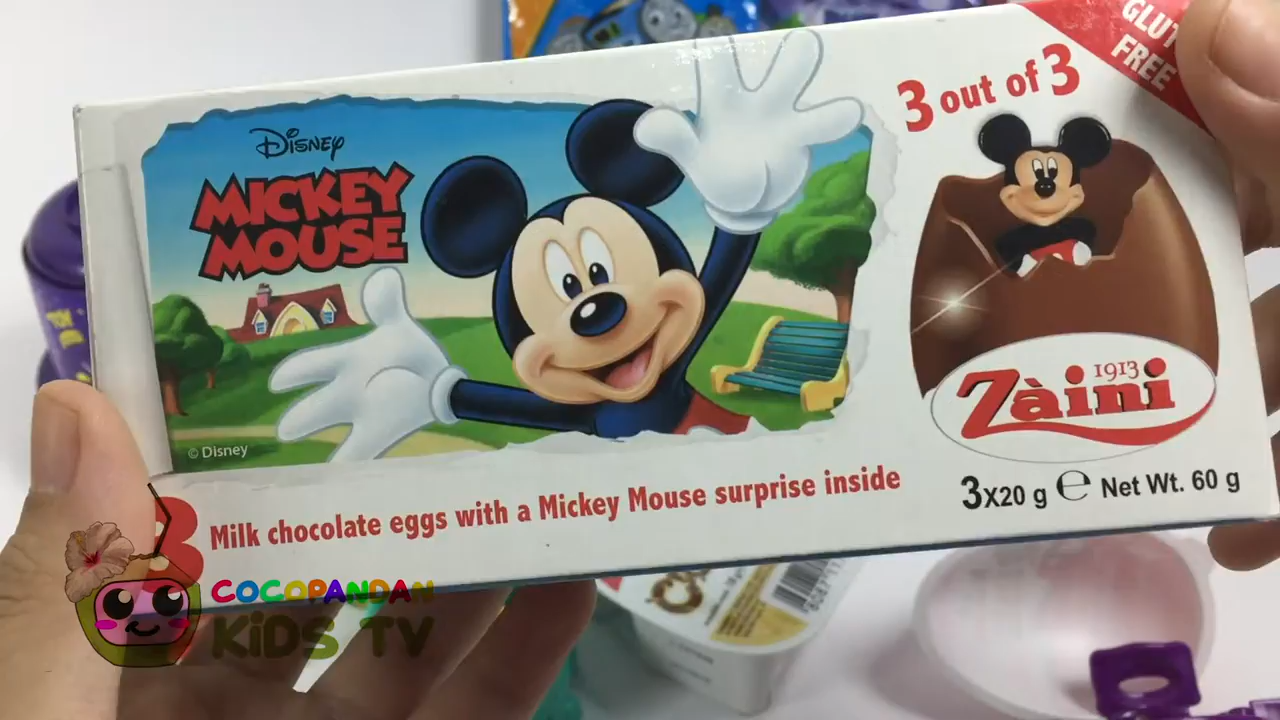 GLUT
FREE
3 out of 3
Disney
MICKEY
MOUSE
1913
Zàini
© Disney
3x20 g ℮ Net Wt. 60 g
3 Milk chocolate eggs with a Mickey Mouse surprise inside
COCOPANDAN
KiDS TV